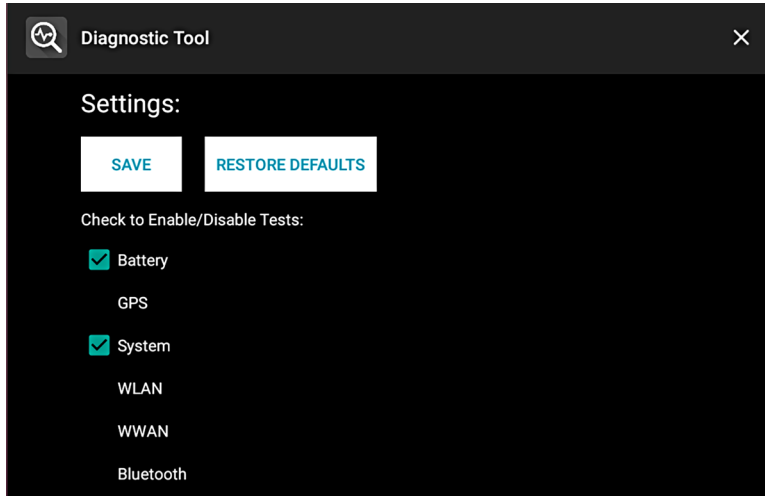 Diagnostic Tool
Settings:
SAVE RESTORE DEFAULTS
Check to Enable/Disable Tests:
Battery
GPS
System
WLAN
WWAN
Bluetooth